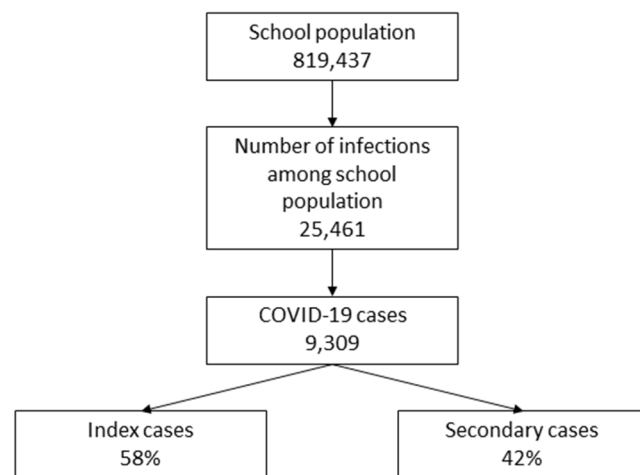 School population
819,437
Number of infections
among school
population
25,461
COVID-19 cases
9,309
Index cases
58%
Secondary cases
42%